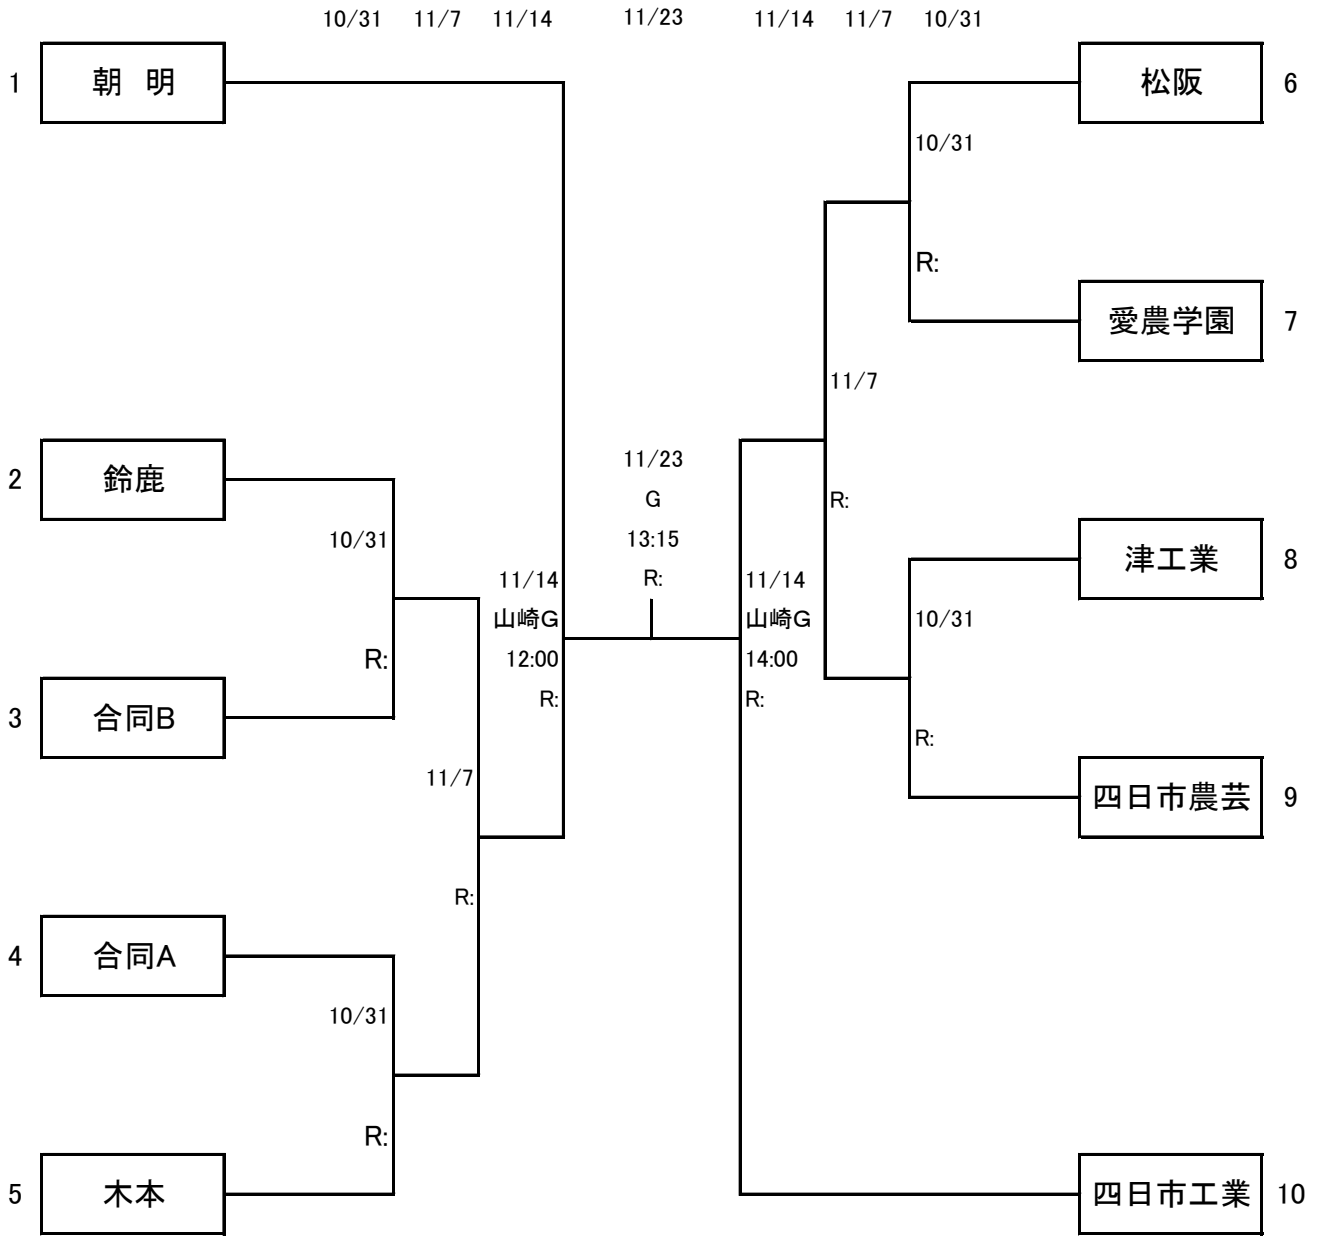 10/31 11/7 11/14 11/23 11/14 11/7 10/31
1 朝 明
松阪 6
10/31
R:
愛農学園 7
11/7
R:
2 鈴鹿
10/31
R:
3 合同B
11/23
G
13:15
R:
11/14
山崎G
12:00
R:
11/14
山崎G
14:00
R:
津工業 8
10/31
R:
四日市農芸 9
11/7
R:
4 合同A
10/31
R:
5 木本
四日市工業 10